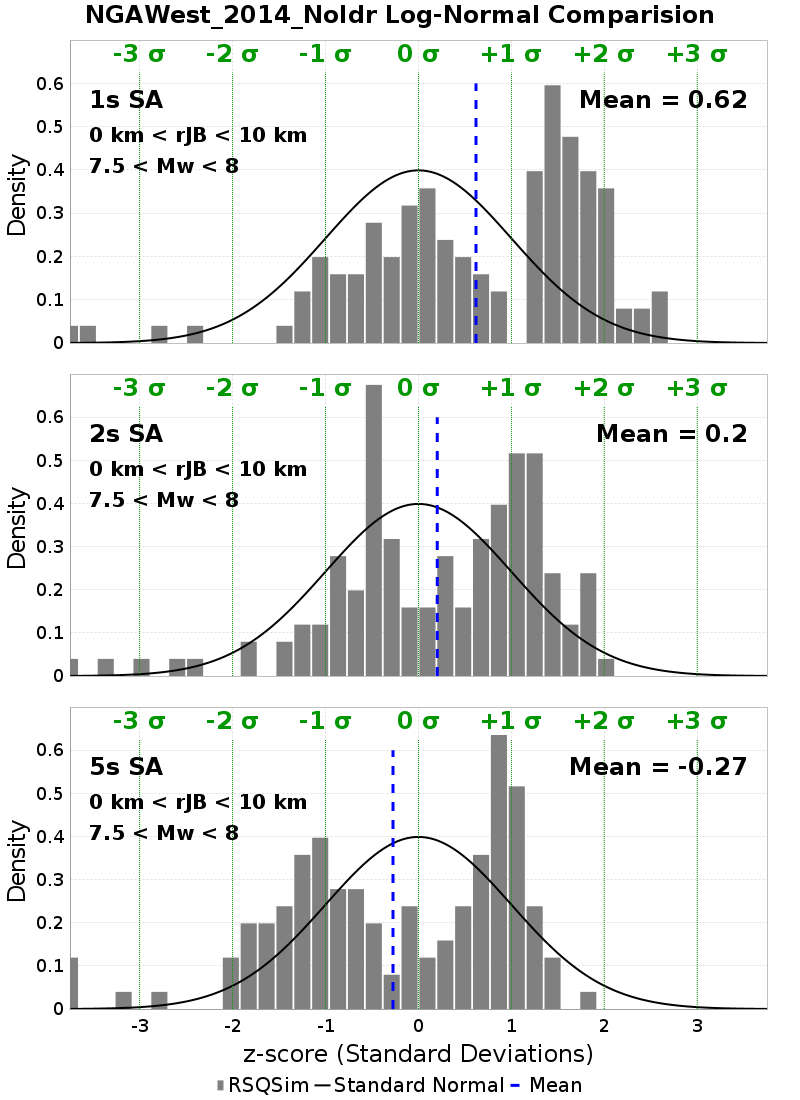 NGAWest_2014_NoIdr Log-Normal Comparision
-3 σ -2 σ -1 σ 0 σ +1 σ +2 σ +3 σ
1s SA Mean = 0.62
0 km < rJB < 10 km
7.5 < Mw < 8
Density
0.6
0.5
0.4
0.3
0.2
0.1
0
-3 σ -2 σ -1 σ 0 σ +1 σ +2 σ +3 σ
2s SA Mean = 0.2
0 km < rJB < 10 km
7.5 < Mw < 8
Density
0.6
0.5
0.4
0.3
0.2
0.1
0
-3 σ -2 σ -1 σ 0 σ +1 σ +2 σ +3 σ
5s SA Mean = -0.27
0 km < rJB < 10 km
7.5 < Mw < 8
Density
0.6
0.5
0.4
0.3
0.2
0.1
0
-3 -2 -1 0 1 2 3
z-score (Standard Deviations)
RSQSim Standard Normal Mean